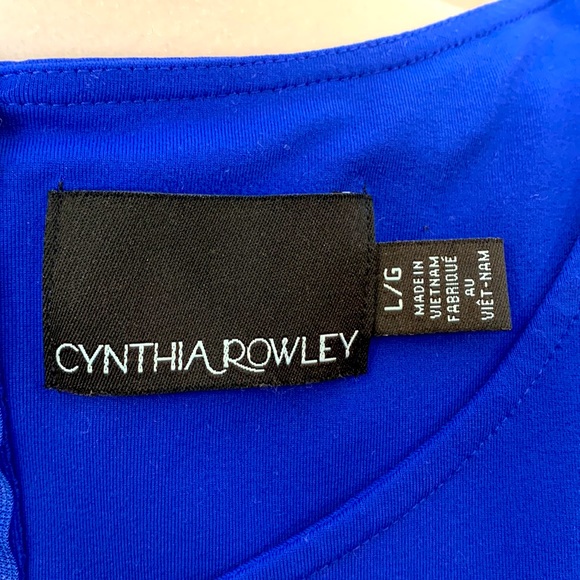 CYNTHIA ROWLEY
L/G
MADE IN
VIETNAM
FABRIQUÉ
AU
VIÊT-NAM